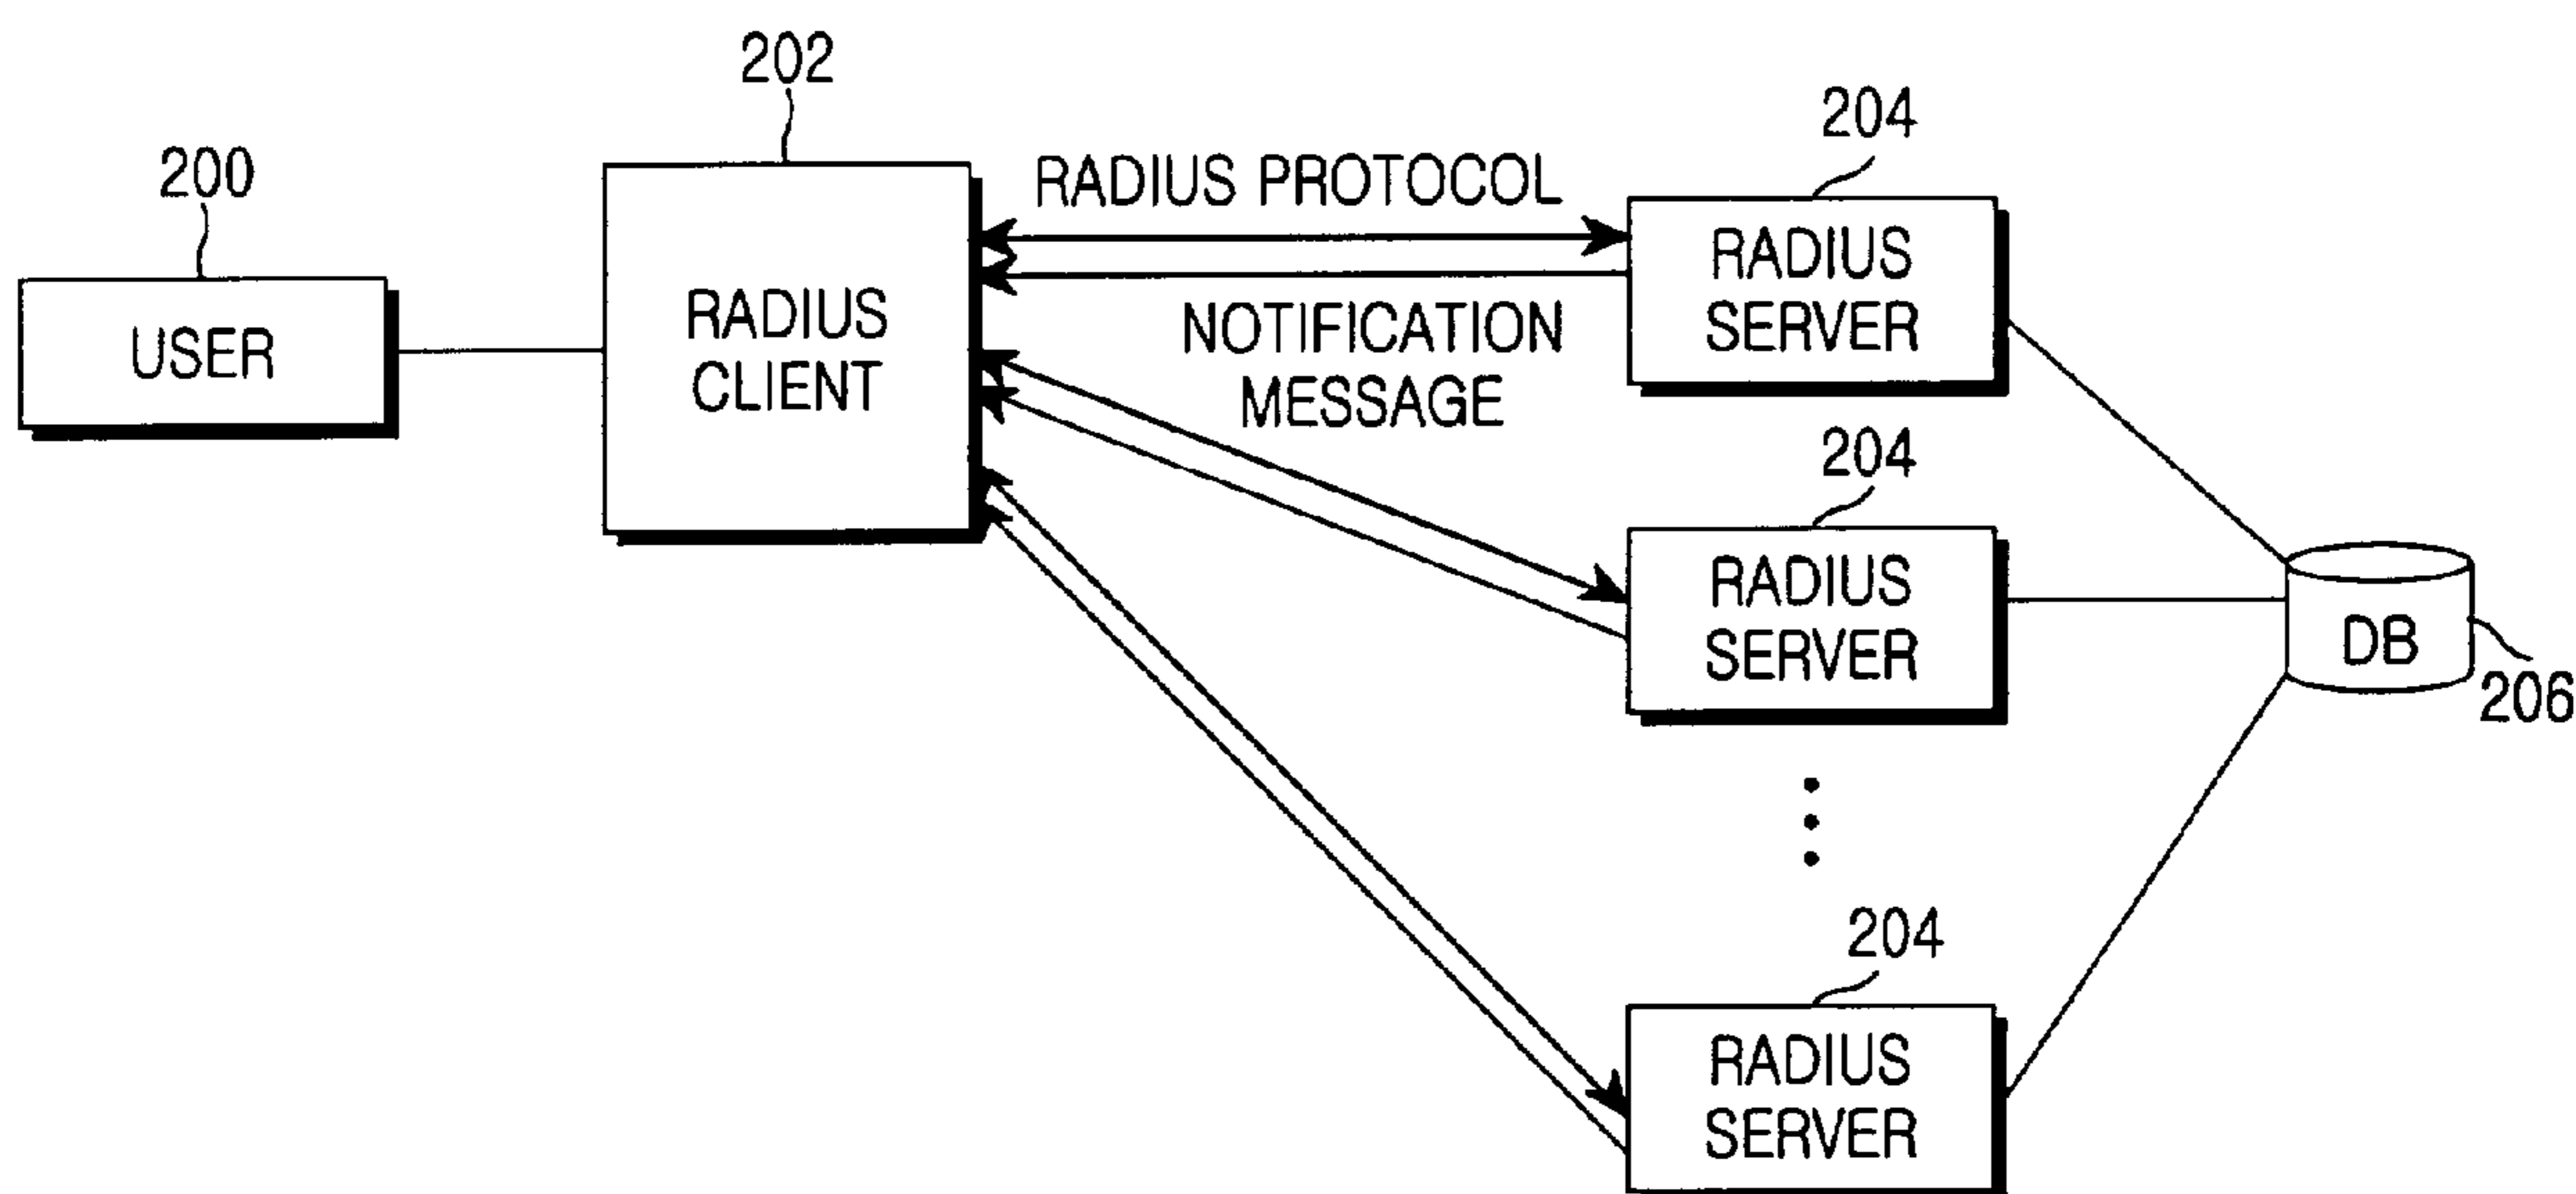 202
204
200
RADIUS PROTOCOL
RADIUS
SERVER
USER
RADIUS
CLIENT
NOTIFICATION
MESSAGE
204
RADIUS
SERVER
DB
206
204
RADIUS
SERVER